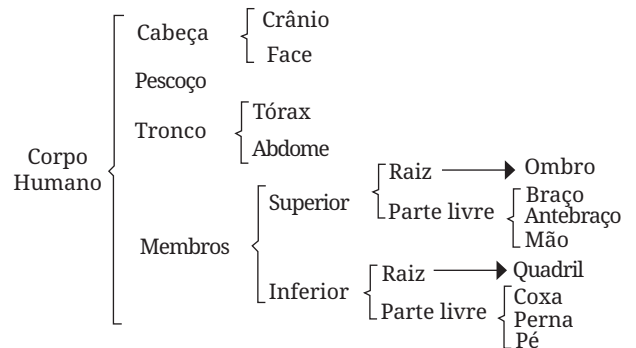 Cabeça
Crânio
Face
Pescoço
Tronco
Tórax
Abdome
Corpo
Humano
Membros
Superior
Raiz
Ombro
Parte livre
Braço
Antebraço
Mão
Inferior
Raiz
Quadril
Parte livre
Coxa
Perna
Pé